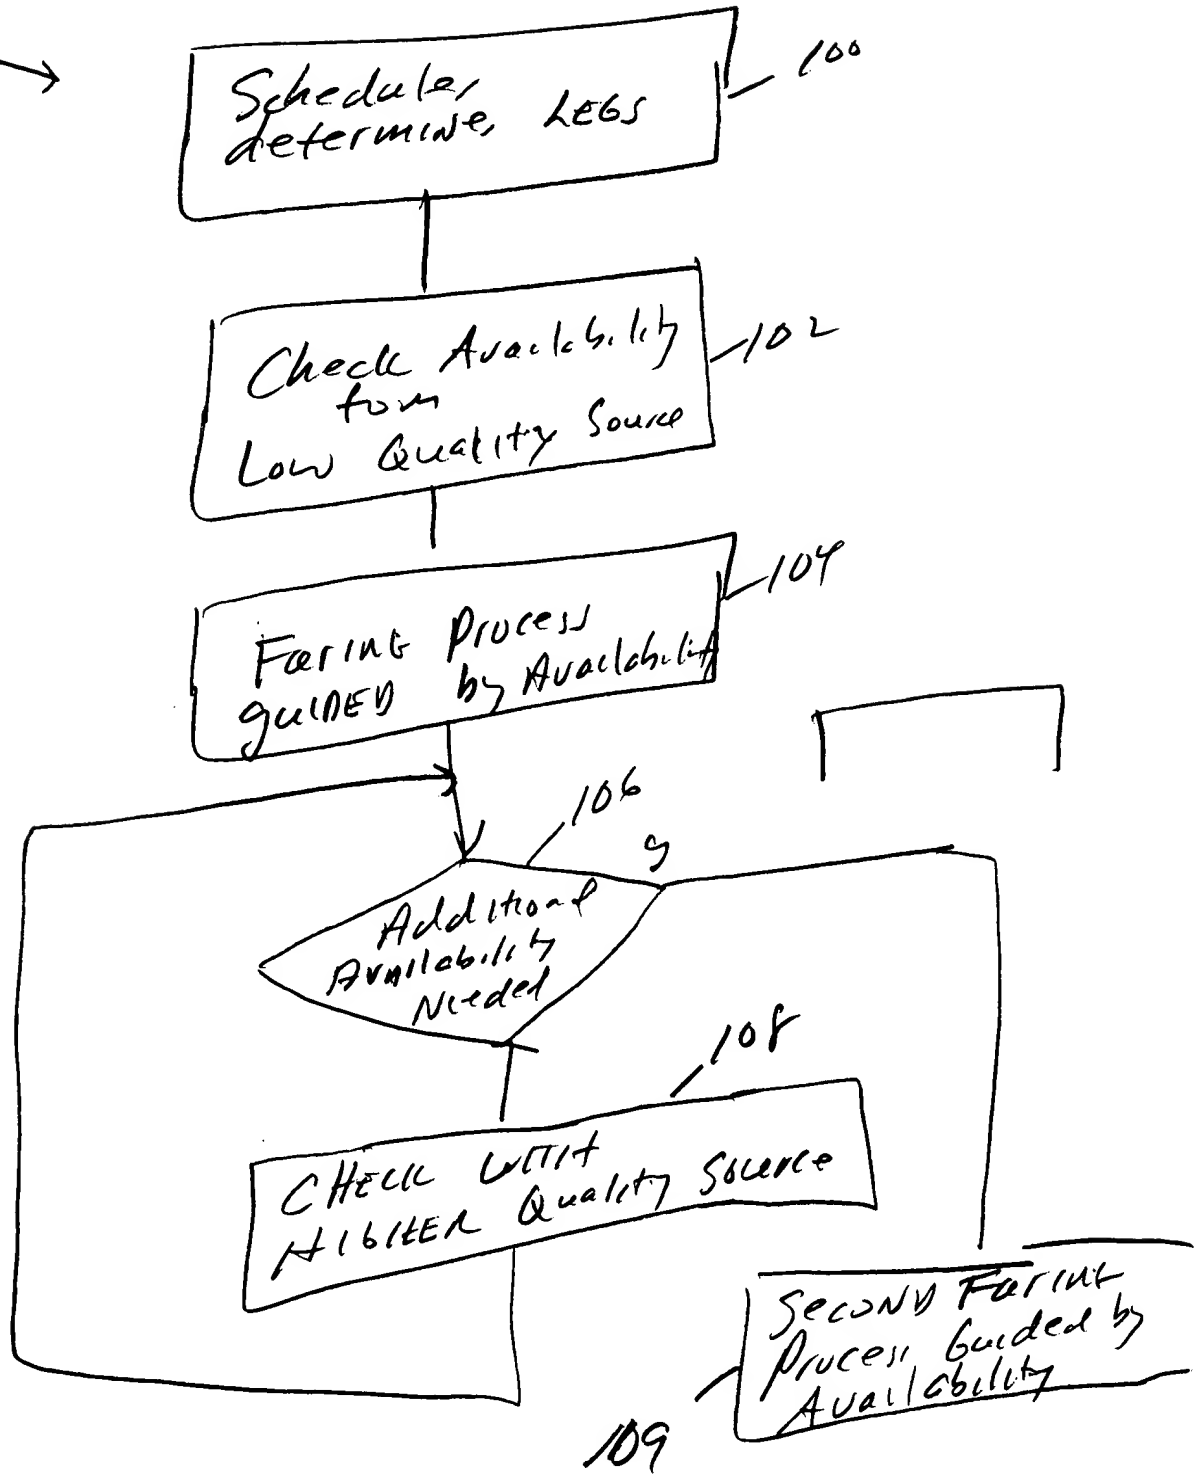 Scheduler
determine LEGS
100
Check Availability
from
Low Quality Source
102
Faring Process
guIDED by Availability
104
106
y
Additional
Availability
Needed
108
CHECK WITH
HIGHER Quality Source
SECOND Faring
Process Guided by
Availability
109